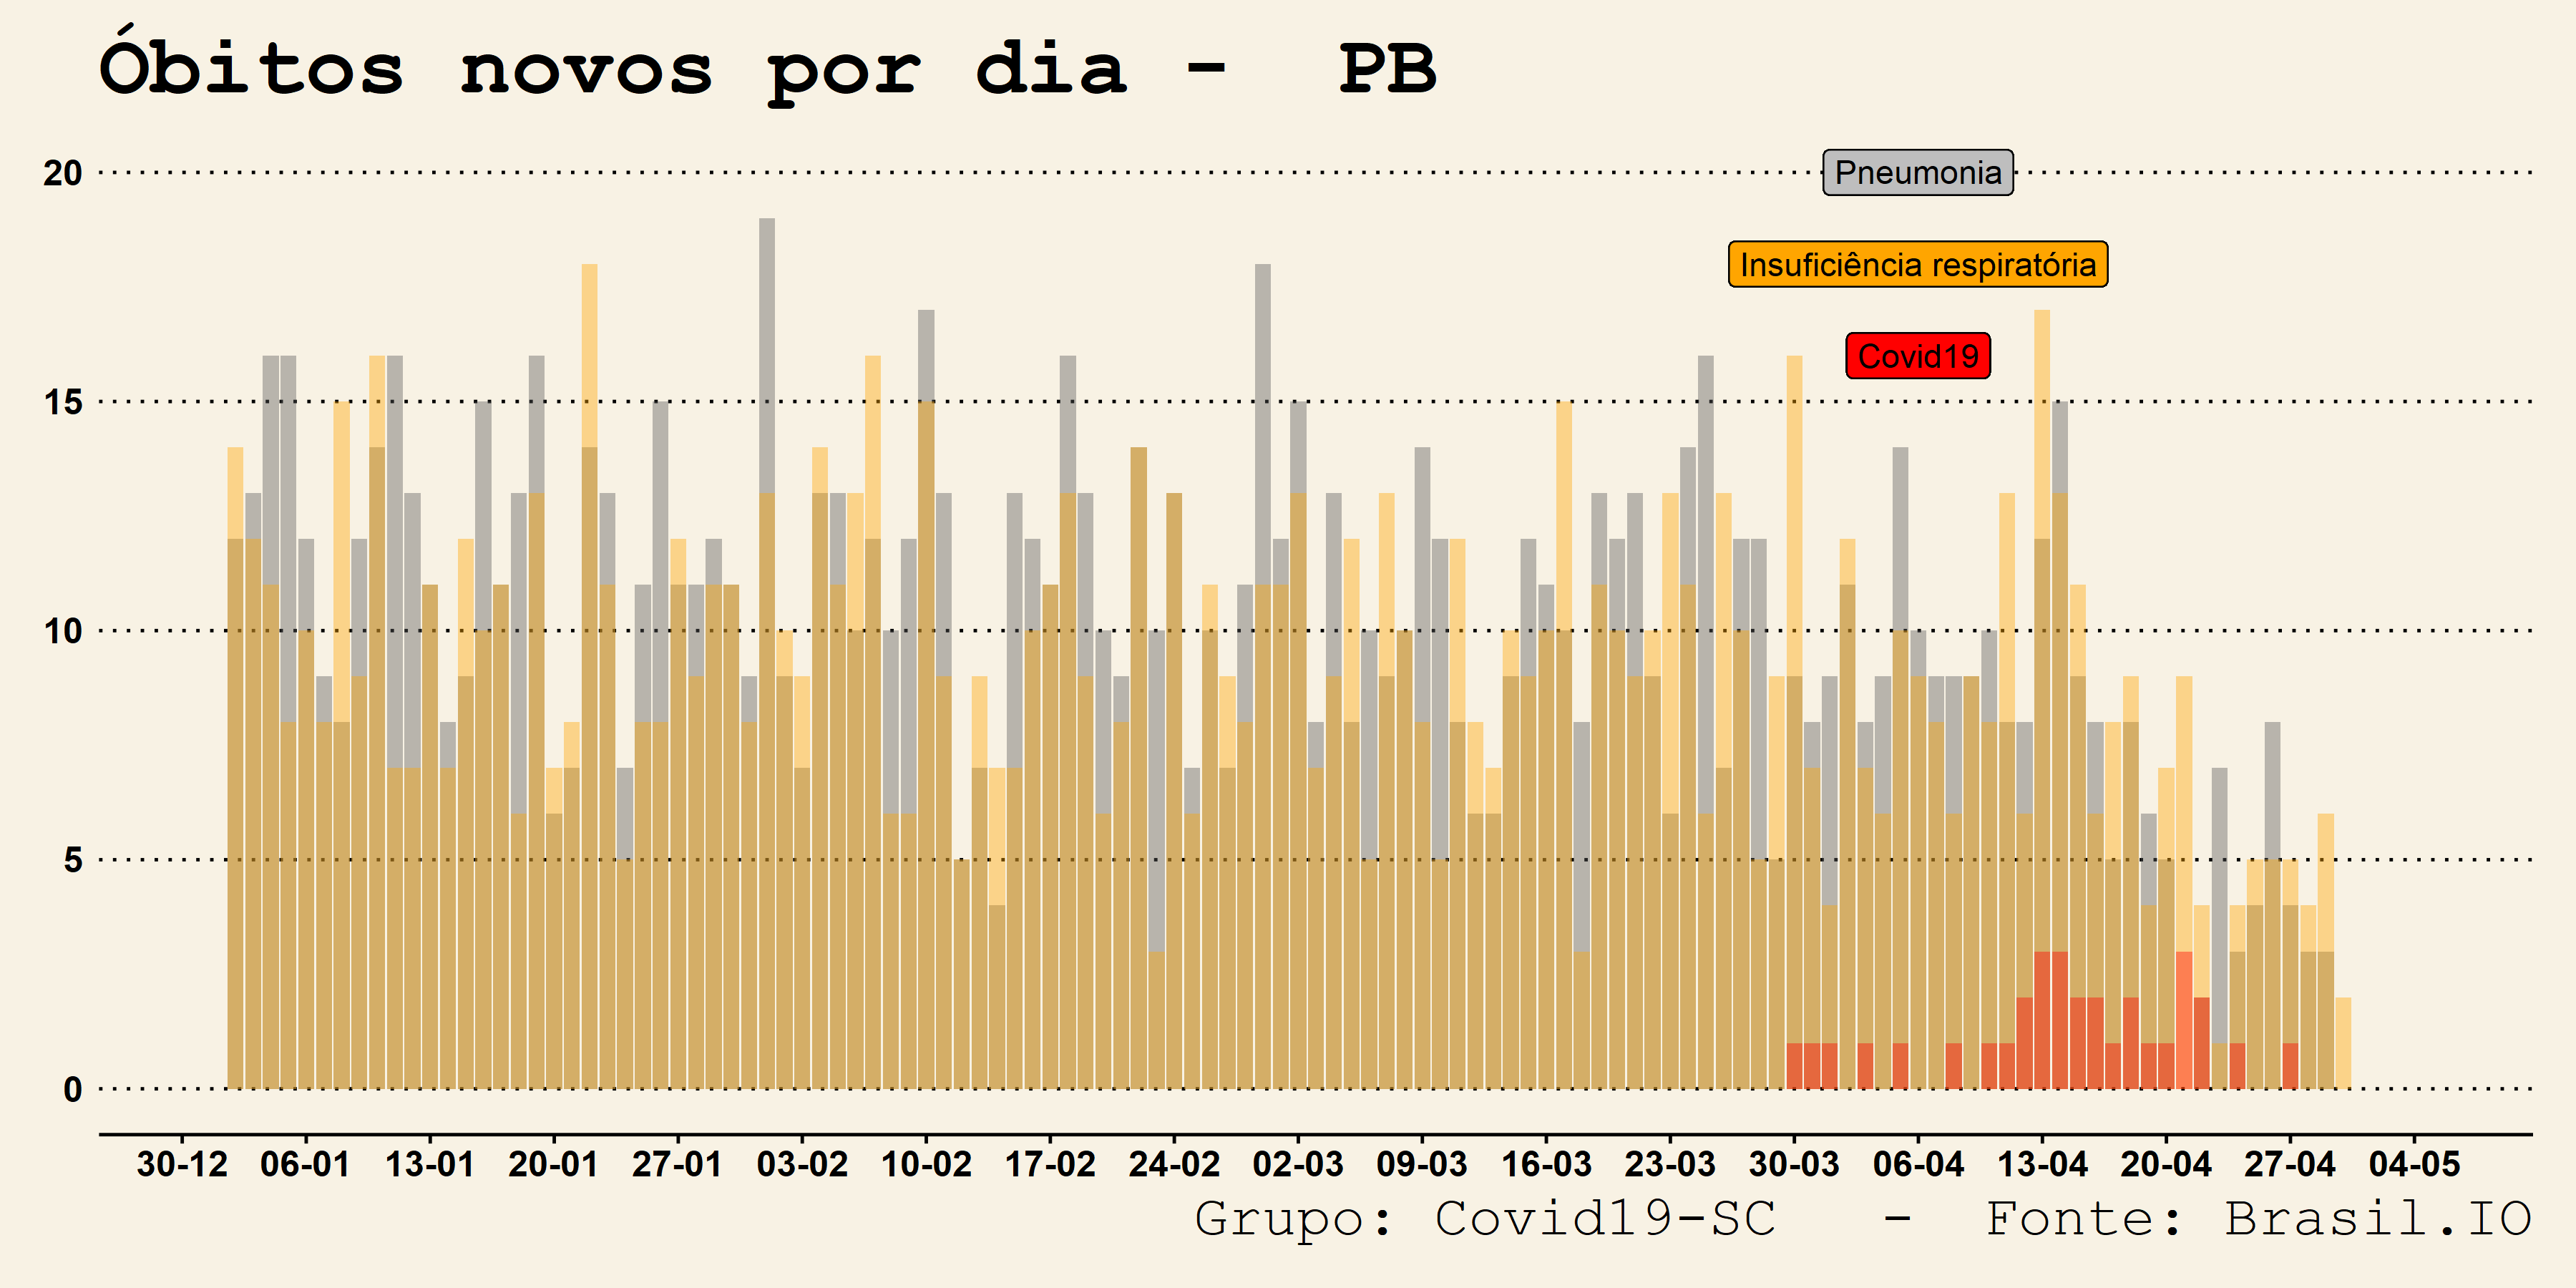 Óbitos novos por dia - PB
20
Pneumonia
Insuficiência respiratória
Covid19
15
10
5
0
30-12 06-01 13-01 20-01 27-01 03-02 10-02 17-02 24-02 02-03 09-03 16-03 23-03 30-03 06-04 13-04 20-04 27-04 04-05
Grupo: Covid19-SC - Fonte: Brasil.IO